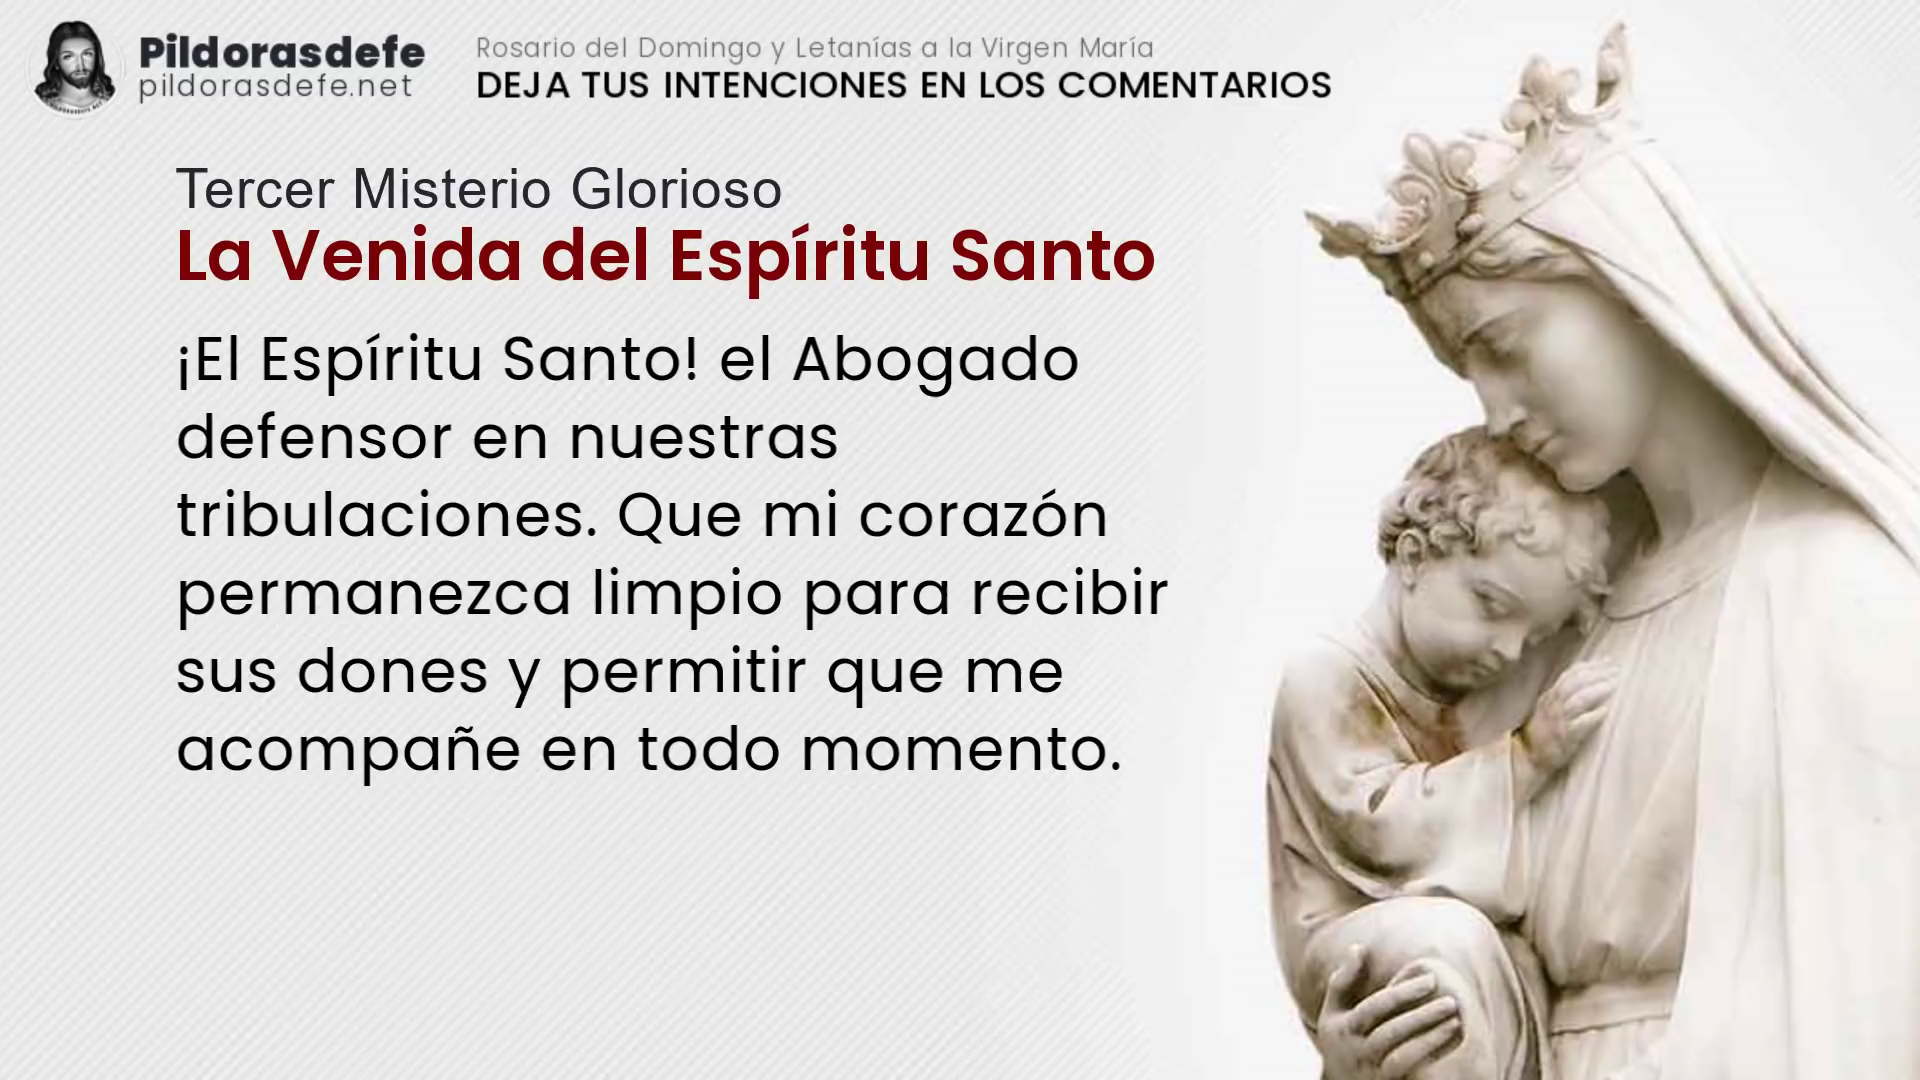 Pildorasdefe
pildorasdefe.net
Rosario del Domingo y Letanías a la Virgen María
DEJA TUS INTENCIONES EN LOS COMENTARIOS
Tercer Misterio Glorioso
La Venida del Espíritu Santo
¡El Espíritu Santo! el Abogado
defensor en nuestras
tribulaciones. Que mi corazón
permanezca limpio para recibir
sus dones y permitir que me
acompañe en todo momento.